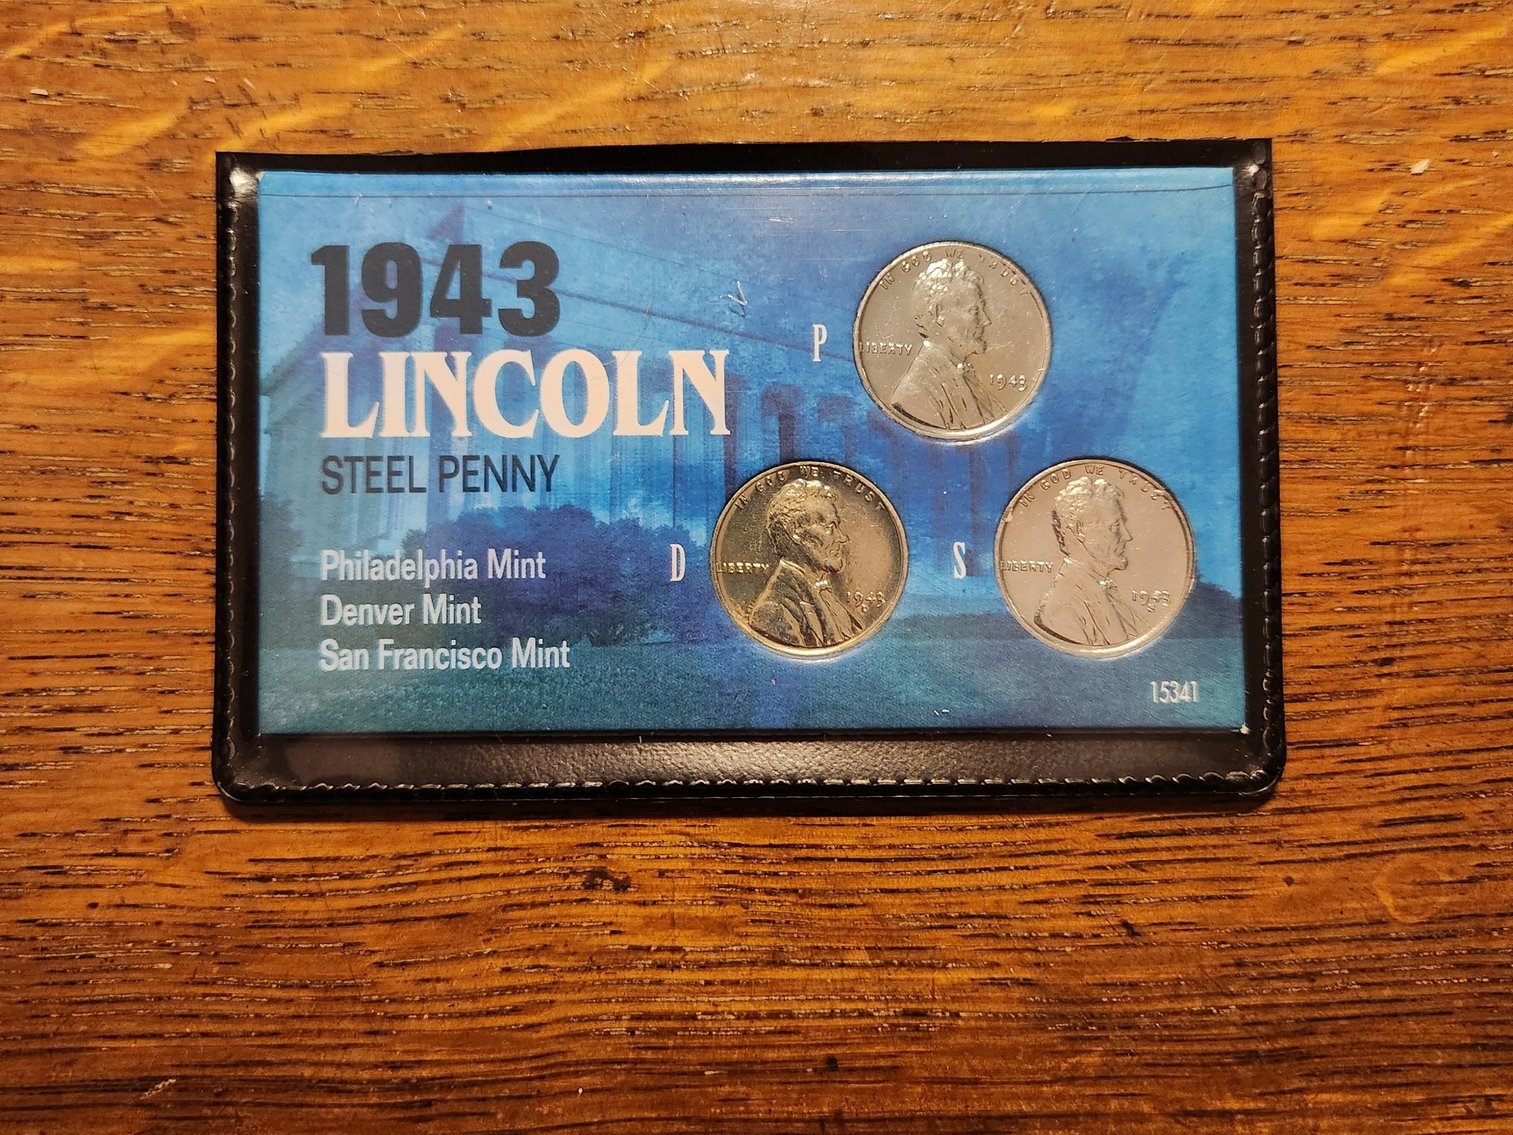 1943
LINCOLN
STEEL PENNY
Philadelphia Mint
Denver Mint
San Francisco Mint
P
IN GOD WE TRUST
LIBERTY
1943
D
IN GOD WE TRUST
LIBERTY
1943
D
S
IN GOD WE TRUST
LIBERTY
1943
S
15341